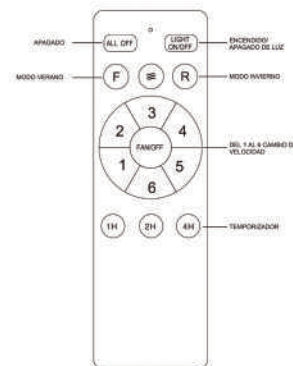 APAGADO
ALL OFF
LIGHT
ON/OFF
ENCENDIDO/
APAGADO DE LUZ
MODO VERANO
F
R
MODO INVIERNO
3
2
4
FAN/OFF
1
5
6
DEL 1 AL 6 CAMBIO D
VELOCIDAD
1H
2H
4H
TEMPORIZADOR